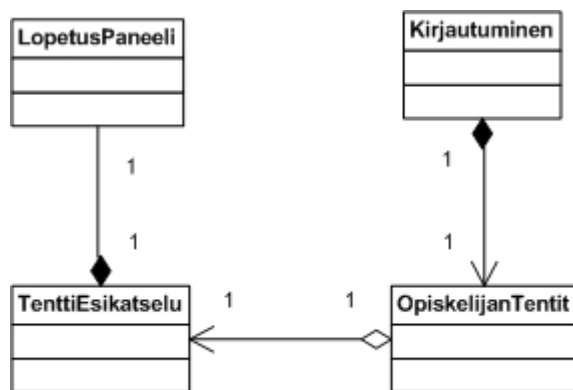 LopetusPaneeli
Kirjautuminen
1
1
1
1
TenttiEsikatselu
1
1
OpiskelijanTentit